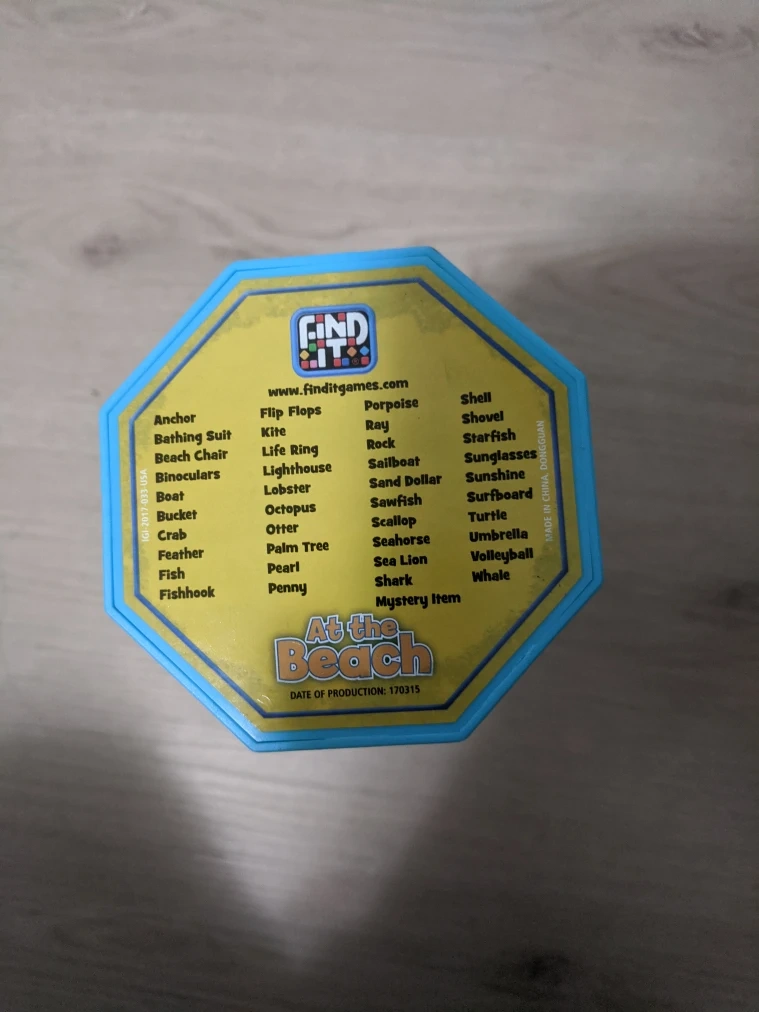 FiND
iT®
www.finditgames.com
Anchor
Bathing Suit
Beach Chair
Binoculars
Boat
Bucket
Crab
Feather
Fish
Fishhook
Flip Flops
Kite
Life Ring
Lighthouse
Lobster
Octopus
Otter
Palm Tree
Pearl
Penny
Porpoise
Ray
Rock
Sailboat
Sand Dollar
Sawfish
Scallop
Seahorse
Sea Lion
Shark
Mystery Item
Shell
Shovel
Starfish
Sunglasses
Sunshine
Surfboard
Turtle
Umbrella
Volleyball
Whale
IGI-2017-033-USA
MADE IN CHINA, DONGGUAN
At the
Beach
DATE OF PRODUCTION: 170315